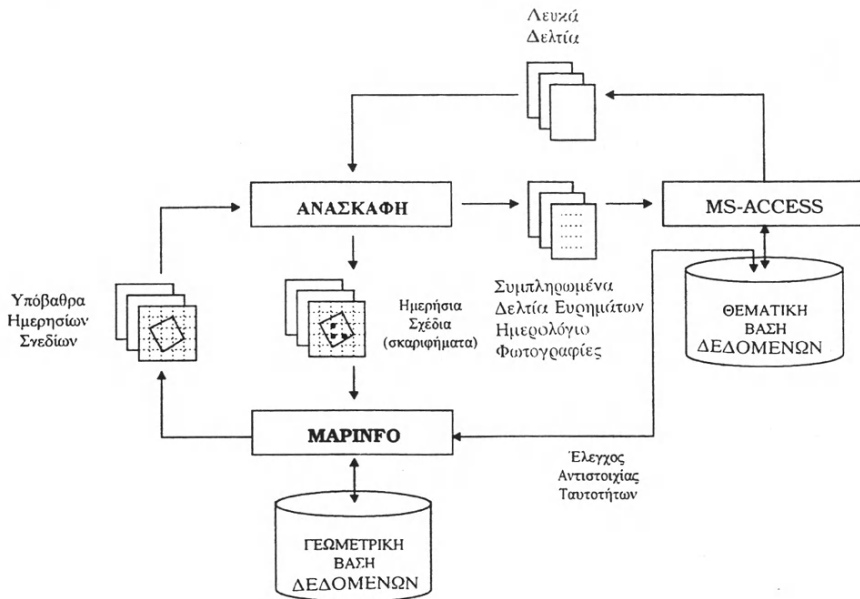 Λευκά
Δελτία
ΑΝΑΣΚΑΦΗ
MS-ACCESS
Υπόβαθρα
Ημερησίων
Σχεδίων
Ημερήσια
Σχέδια
(σκαριφήματα)
Συμπληρωμένα
Δελτία Ευρημάτων
Ημερολόγιο
Φωτογραφίες
ΘΕΜΑΤΙΚΗ
ΒΑΣΗ
ΔΕΔΟΜΕΝΩΝ
MAPINFO
Έλεγχος
Αντιστοιχίας
Ταυτοτήτων
ΓΕΩΜΕΤΡΙΚΗ
ΒΑΣΗ
ΔΕΔΟΜΕΝΩΝ